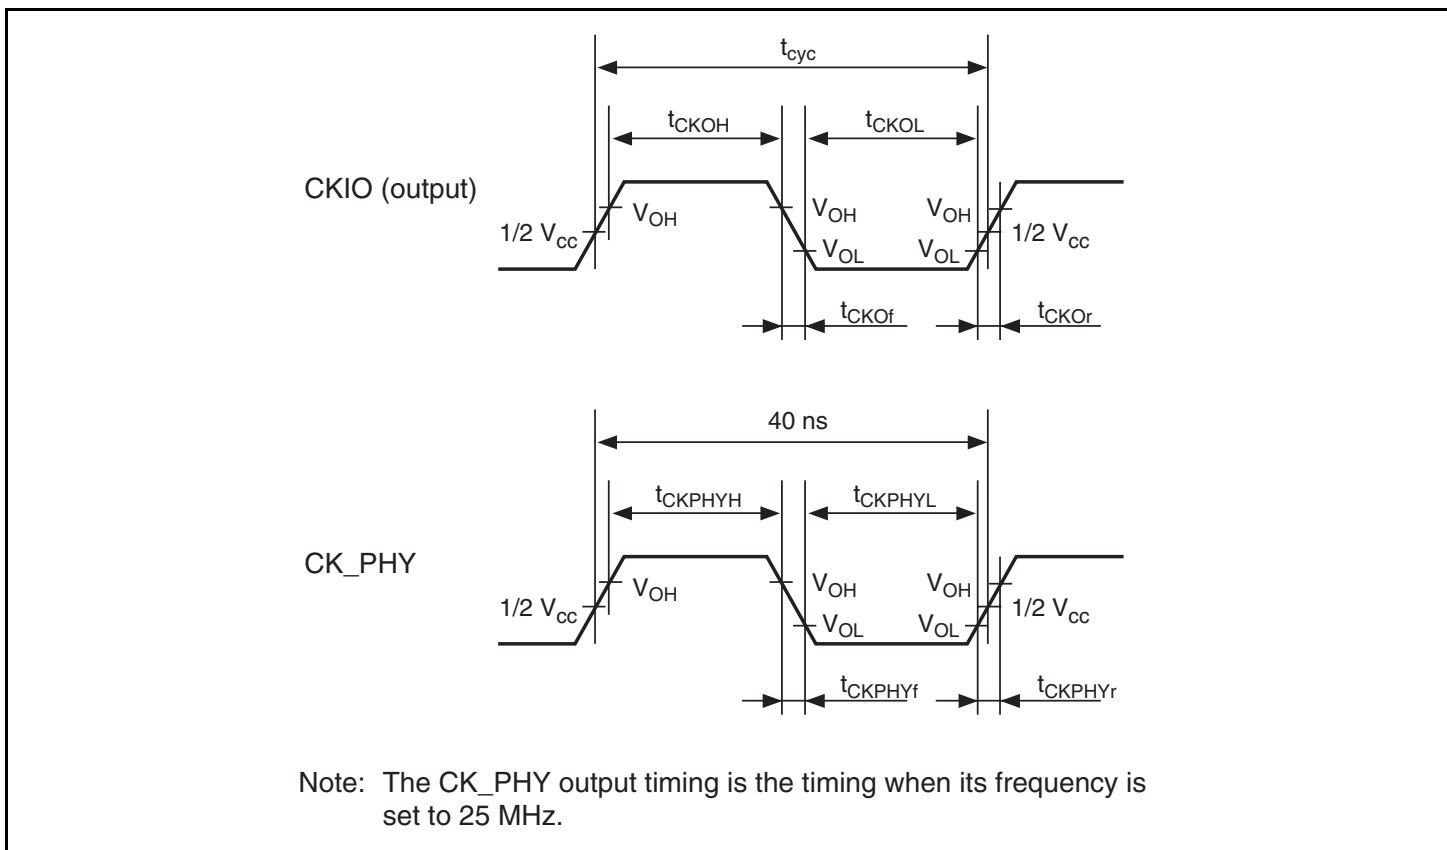 tcyc
tCKOH
tCKOL
CKIO (output)
VOH
VOH
VOH
1/2 Vcc
1/2 Vcc
VOL
VOL
tCKOf
tCKOr
40 ns
tCKPHYH
tCKPHYL
CK_PHY
VOH
VOH
VOH
1/2 Vcc
1/2 Vcc
VOL
VOL
tCKPHYf
tCKPHYr
Note: The CK_PHY output timing is the timing when its frequency is
set to 25 MHz.